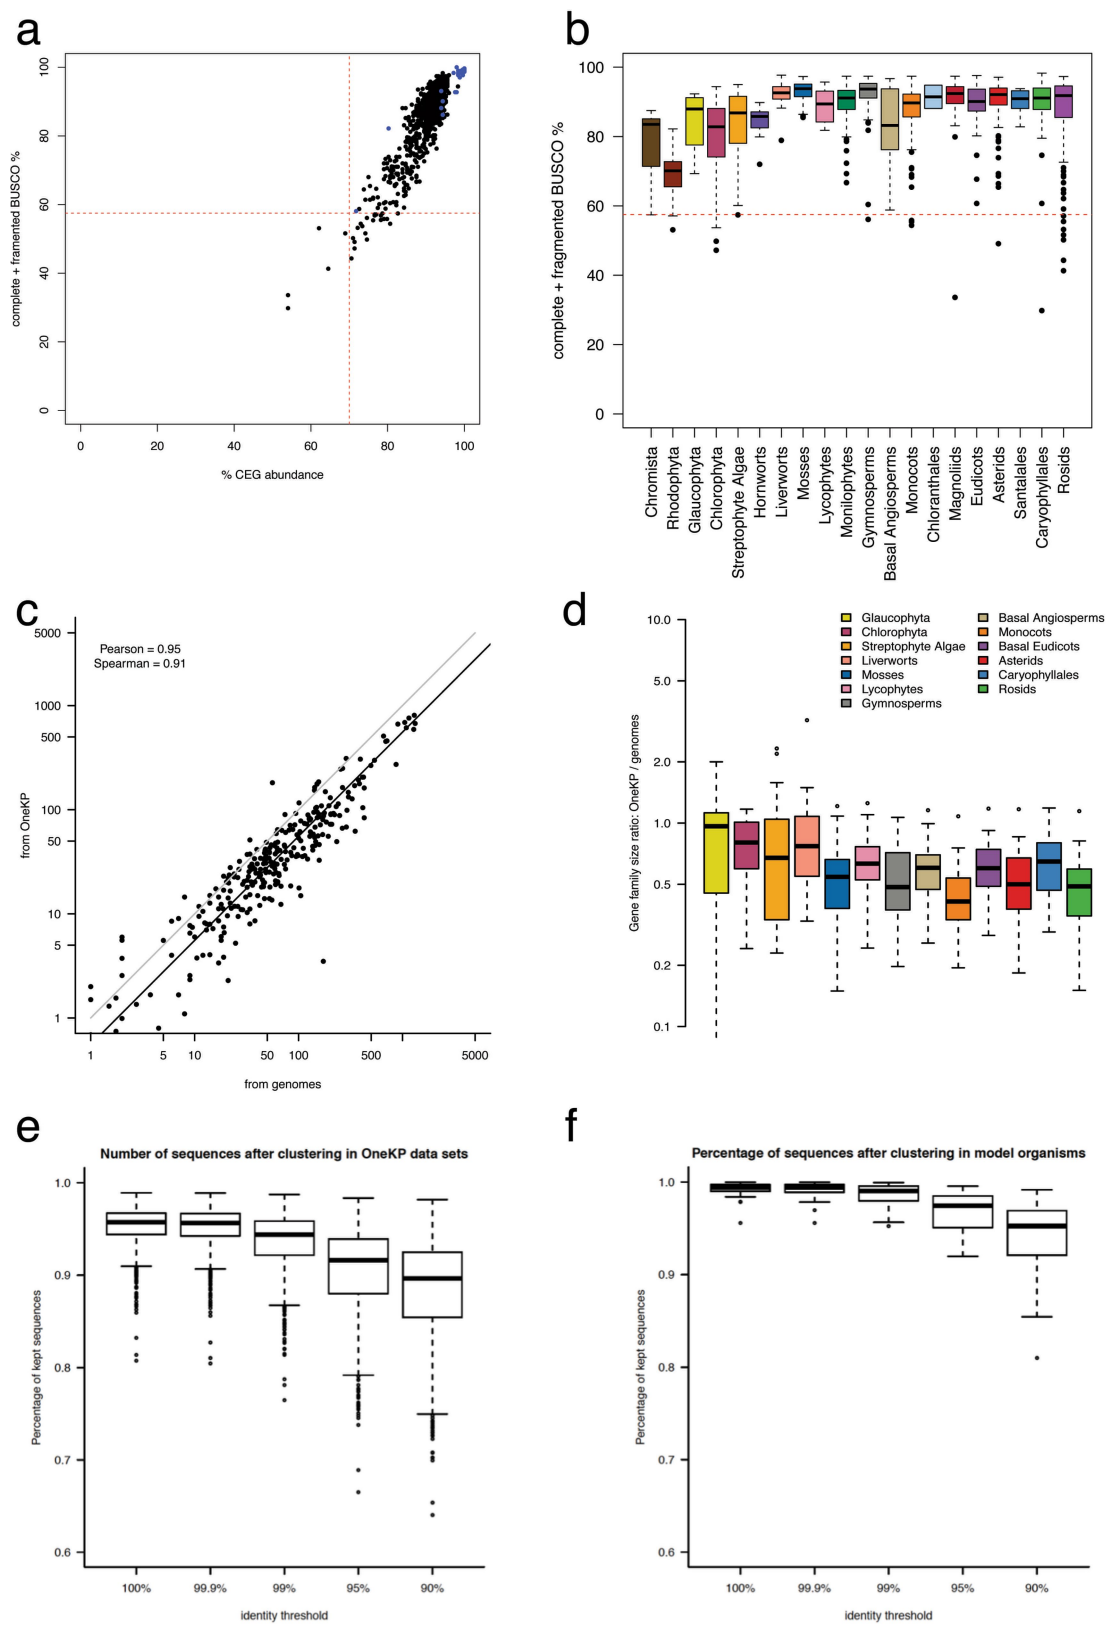 a
complete + framented BUSCO %
100
80
60
40
20
0
0 20 40 60 80 100
% CEG abundance
b
complete + fragmented BUSCO %
100
80
60
40
20
0
Chromista
Rhodophyta
Glaucophyta
Chlorophyta
Streptophyte Algae
Hornworts
Liverworts
Mosses
Lycophytes
Monilophytes
Gymnosperms
Basal Angiosperms
Monocots
Chloranthales
Magnoliids
Eudicots
Asterids
Santalales
Caryophyllales
Rosids
c
Pearson = 0.95
Spearman = 0.91
from OneKP
5000
1000
500
100
50
10
5
1
1 5 10 50 100 500 5000
from genomes
d
Gene family size ratio: OneKP / genomes
10.0
5.0
2.0
1.0
0.5
0.2
0.1
Glaucophyta
Chlorophyta
Streptophyte Algae
Liverworts
Mosses
Lycophytes
Gymnosperms
Basal Angiosperms
Monocots
Basal Eudicots
Asterids
Caryophyllales
Rosids
e
Number of sequences after clustering in OneKP data sets
Percentage of kept sequences
1.0
0.9
0.8
0.7
0.6
100% 99.9% 99% 95% 90%
identity threshold
f
Percentage of sequences after clustering in model organisms
Percentage of kept sequences
1.0
0.9
0.8
0.7
0.6
100% 99.9% 99% 95% 90%
identity threshold